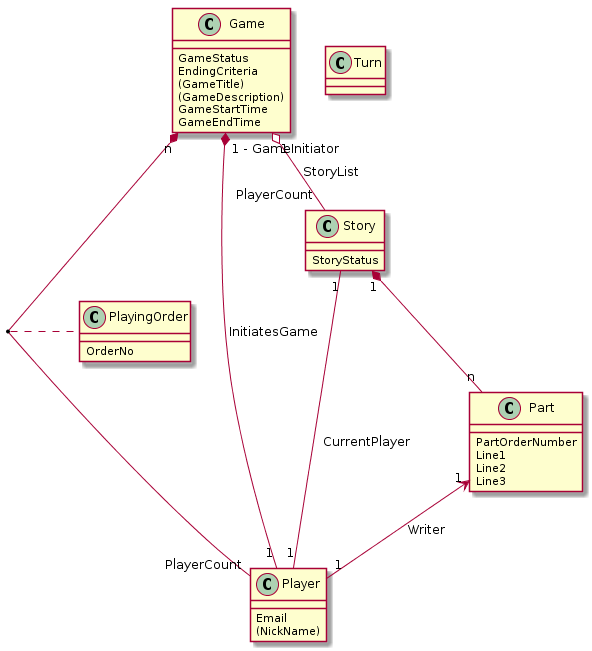 C Game
GameStatus
EndingCriteria
(GameTitle)
(GameDescription)
GameStartTime
GameEndTime
C Turn
n
1 - GameInitiator
1
StoryList
PlayerCount
C Story
StoryStatus
1
1
C PlayingOrder
OrderNo
InitiatesGame
n
C Part
PartOrderNumber
Line1
Line2
Line3
CurrentPlayer
1
Writer
1
1
1
PlayerCount
C Player
Email
(NickName)